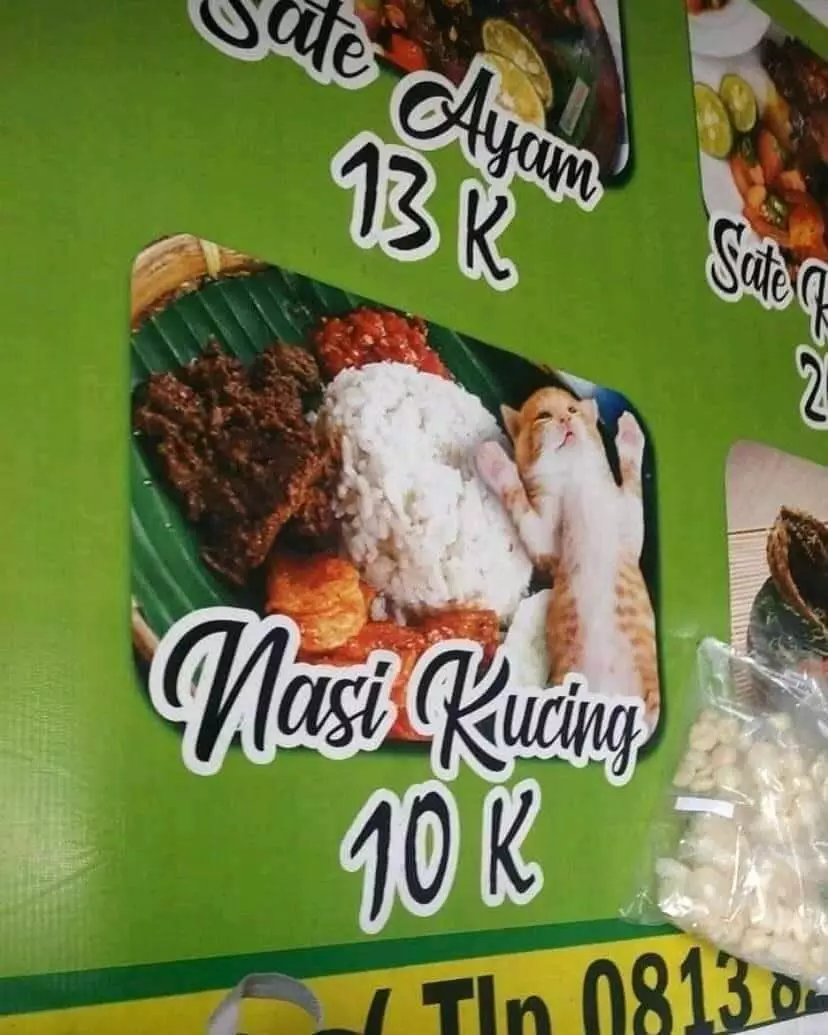 Sate
Ayam
13 K
Sate
Nasi Kucing
10 K
Tlp 0813